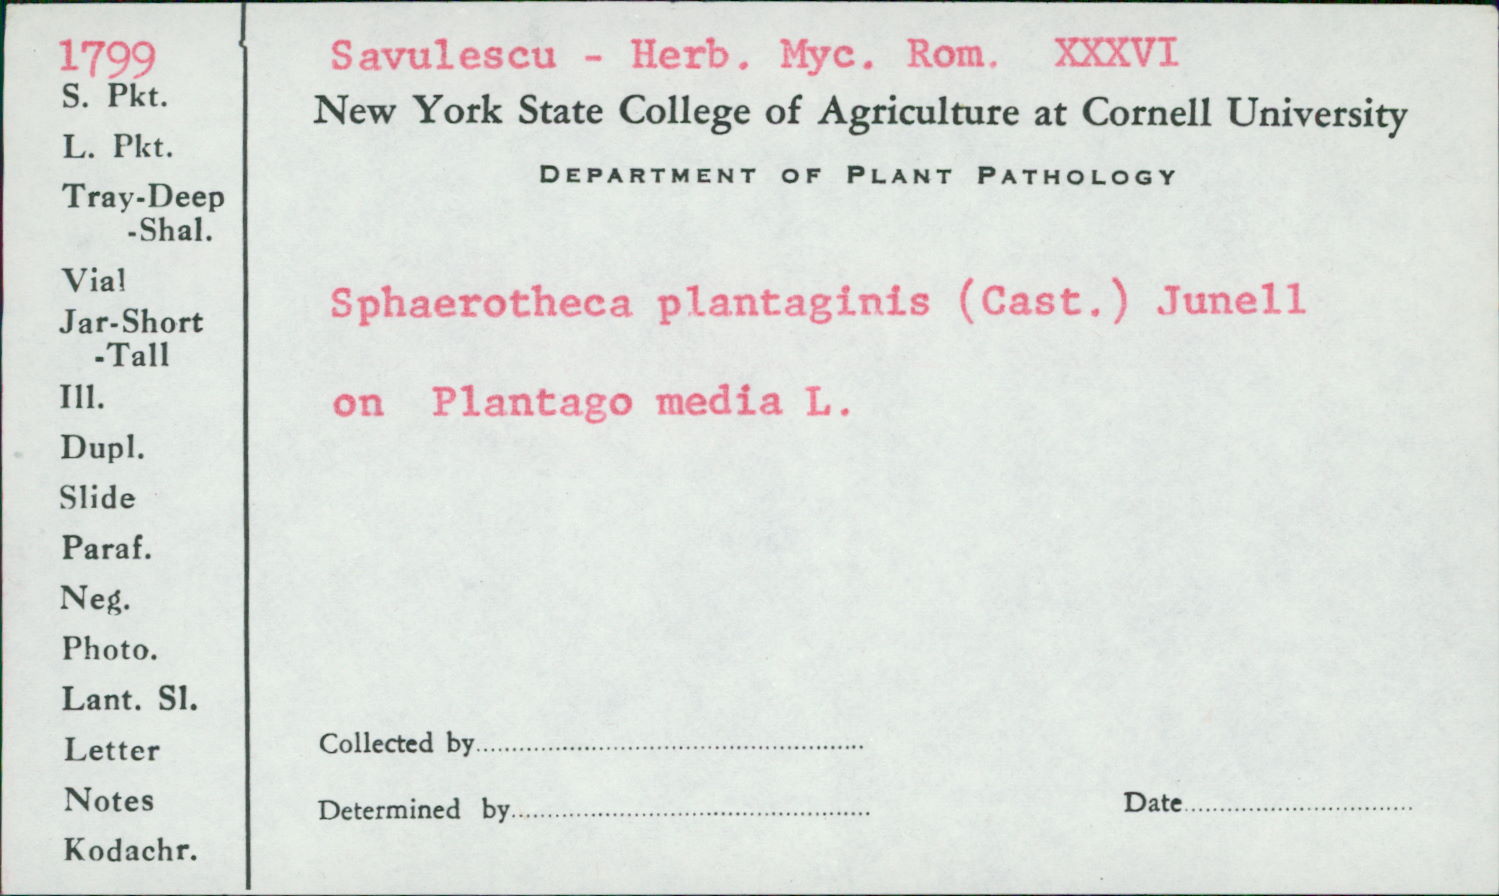 1799
S. Pkt.
L. Pkt.
Tray-Deep
-Shal.
Vial
Jar-Short
-Tall
Ill.
Dupl.
Slide
Paraf.
Neg.
Photo.
Lant. Sl.
Letter
Notes
Kodachr.
Savulescu - Herb. Myc. Rom. XXXVI
New York State College of Agriculture at Cornell University
DEPARTMENT OF PLANT PATHOLOGY
Sphaerotheca plantaginis (Cast.) Junell
on Plantago media L.
Collected by
Determined by
Date